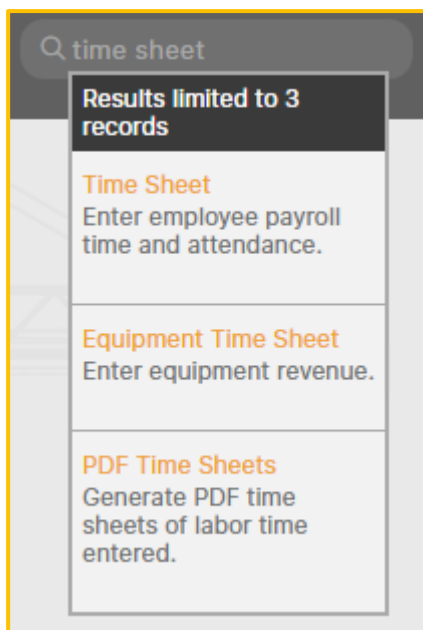 time sheet
Results limited to 3
records
Time Sheet
Enter employee payroll
time and attendance.
Equipment Time Sheet
Enter equipment revenue.
PDF Time Sheets
Generate PDF time
sheets of labor time
entered.